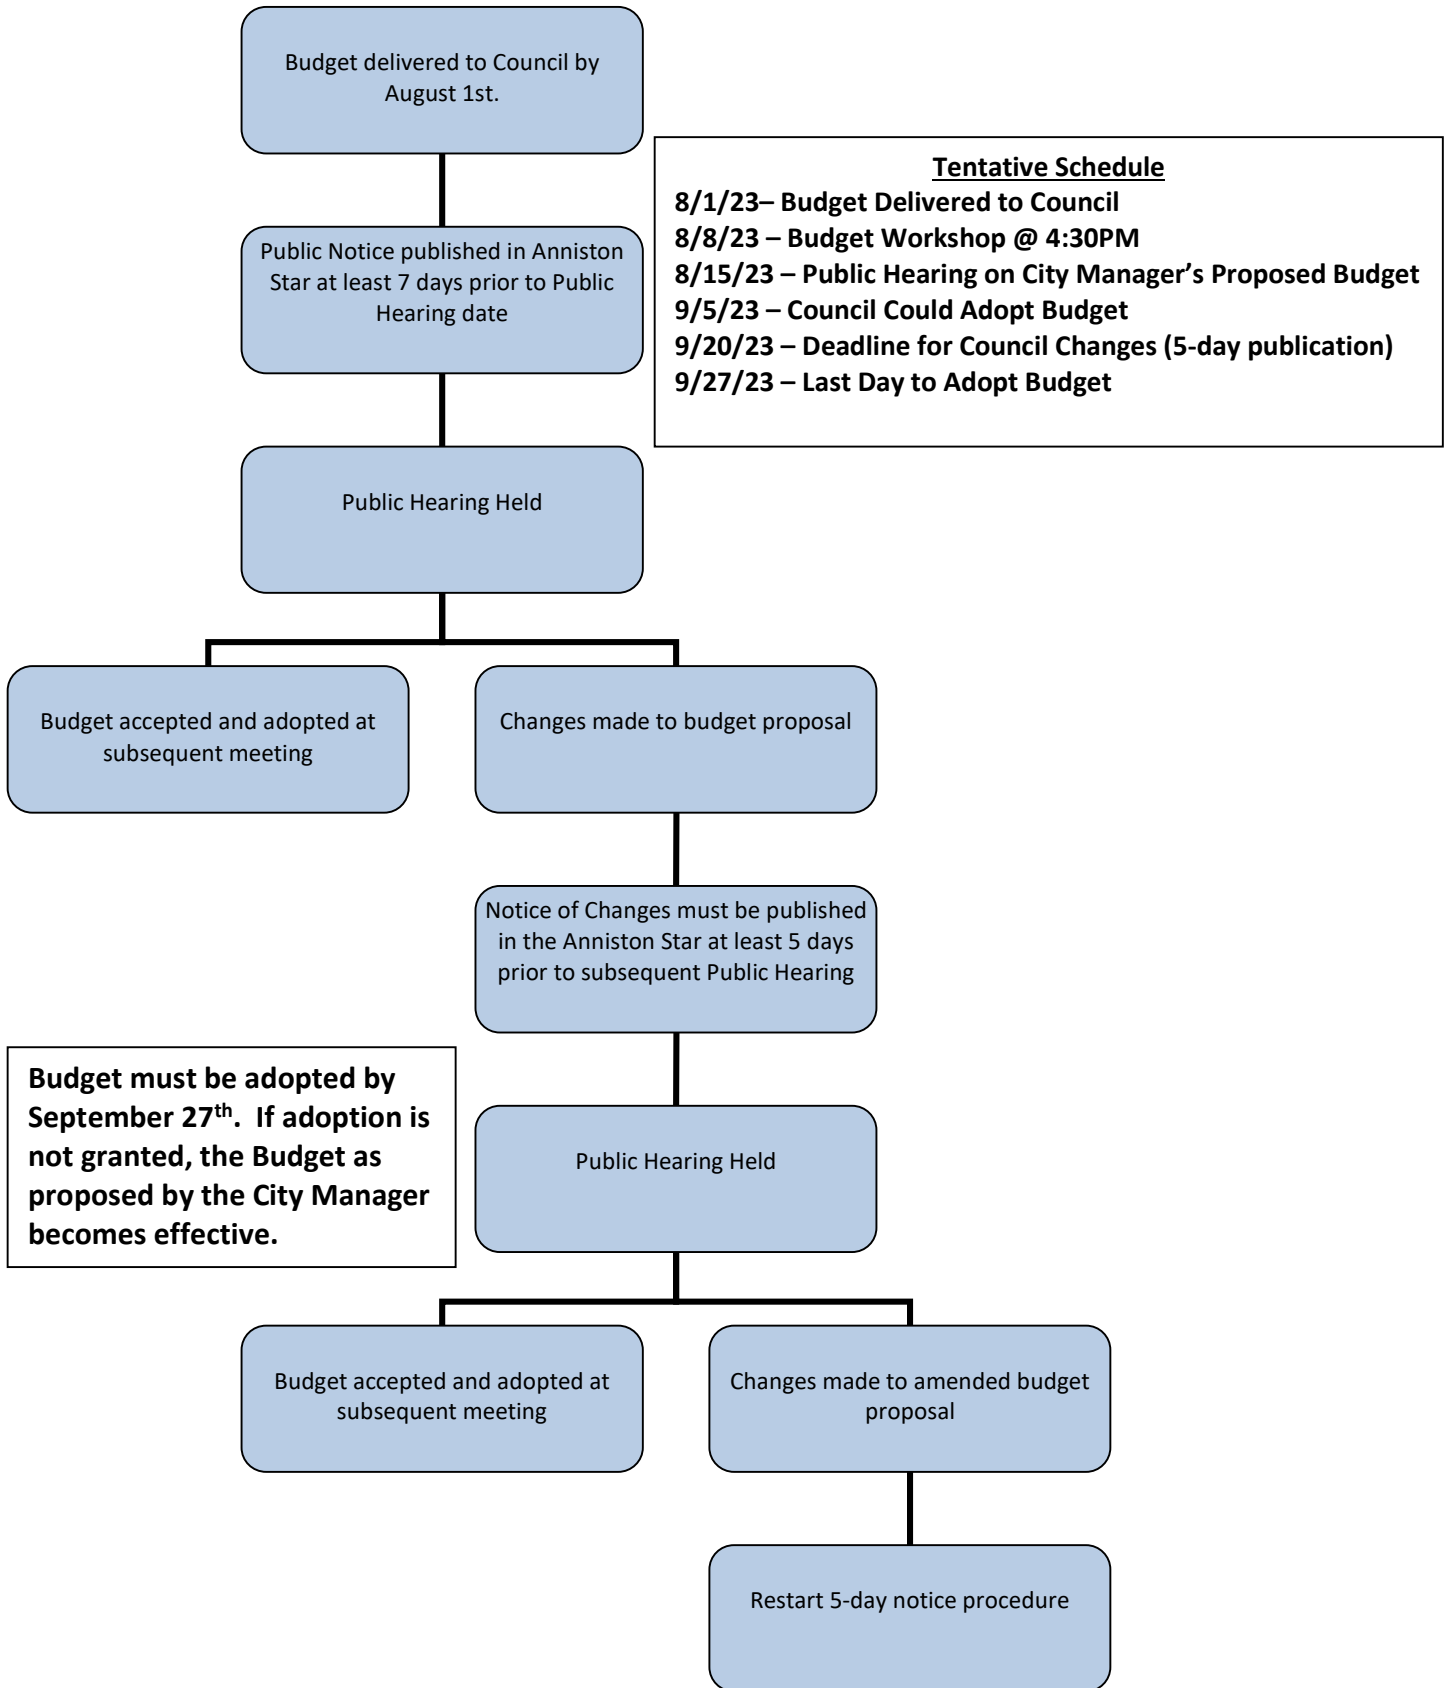 Budget delivered to Council by
August 1st.
Tentative Schedule
8/1/23– Budget Delivered to Council
8/8/23 – Budget Workshop @ 4:30PM
8/15/23 – Public Hearing on City Manager’s Proposed Budget
9/5/23 – Council Could Adopt Budget
9/20/23 – Deadline for Council Changes (5-day publication)
9/27/23 – Last Day to Adopt Budget
Public Notice published in Anniston
Star at least 7 days prior to Public
Hearing date
Public Hearing Held
Budget accepted and adopted at
subsequent meeting
Changes made to budget proposal
Notice of Changes must be published
in the Anniston Star at least 5 days
prior to subsequent Public Hearing
Budget must be adopted by
September 27th. If adoption is
not granted, the Budget as
proposed by the City Manager
becomes effective.
Public Hearing Held
Budget accepted and adopted at
subsequent meeting
Changes made to amended budget
proposal
Restart 5-day notice procedure